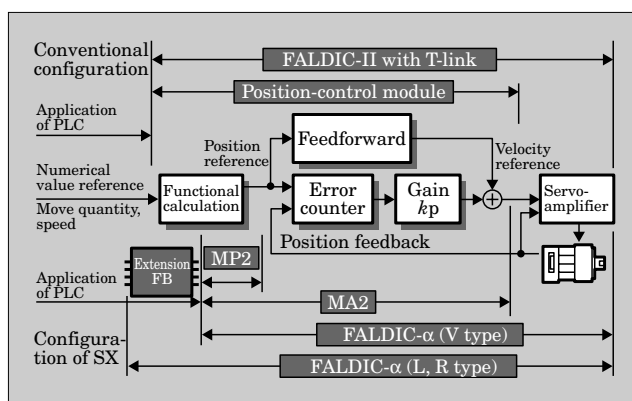 Conventional
configuration
FALDIC-II with T-link
Position-control module
Application
of PLC
Position
reference
Feedforward
Velocity
reference
Numerical
value reference
Move quantity,
speed
Functional
calculation
Error
counter
Gain
kp
Servo-
amplifier
Position feedback
Extension
FB
MP2
Application
of PLC
MA2
Configura-
tion of SX
FALDIC-α (V type)
FALDIC-α (L, R type)